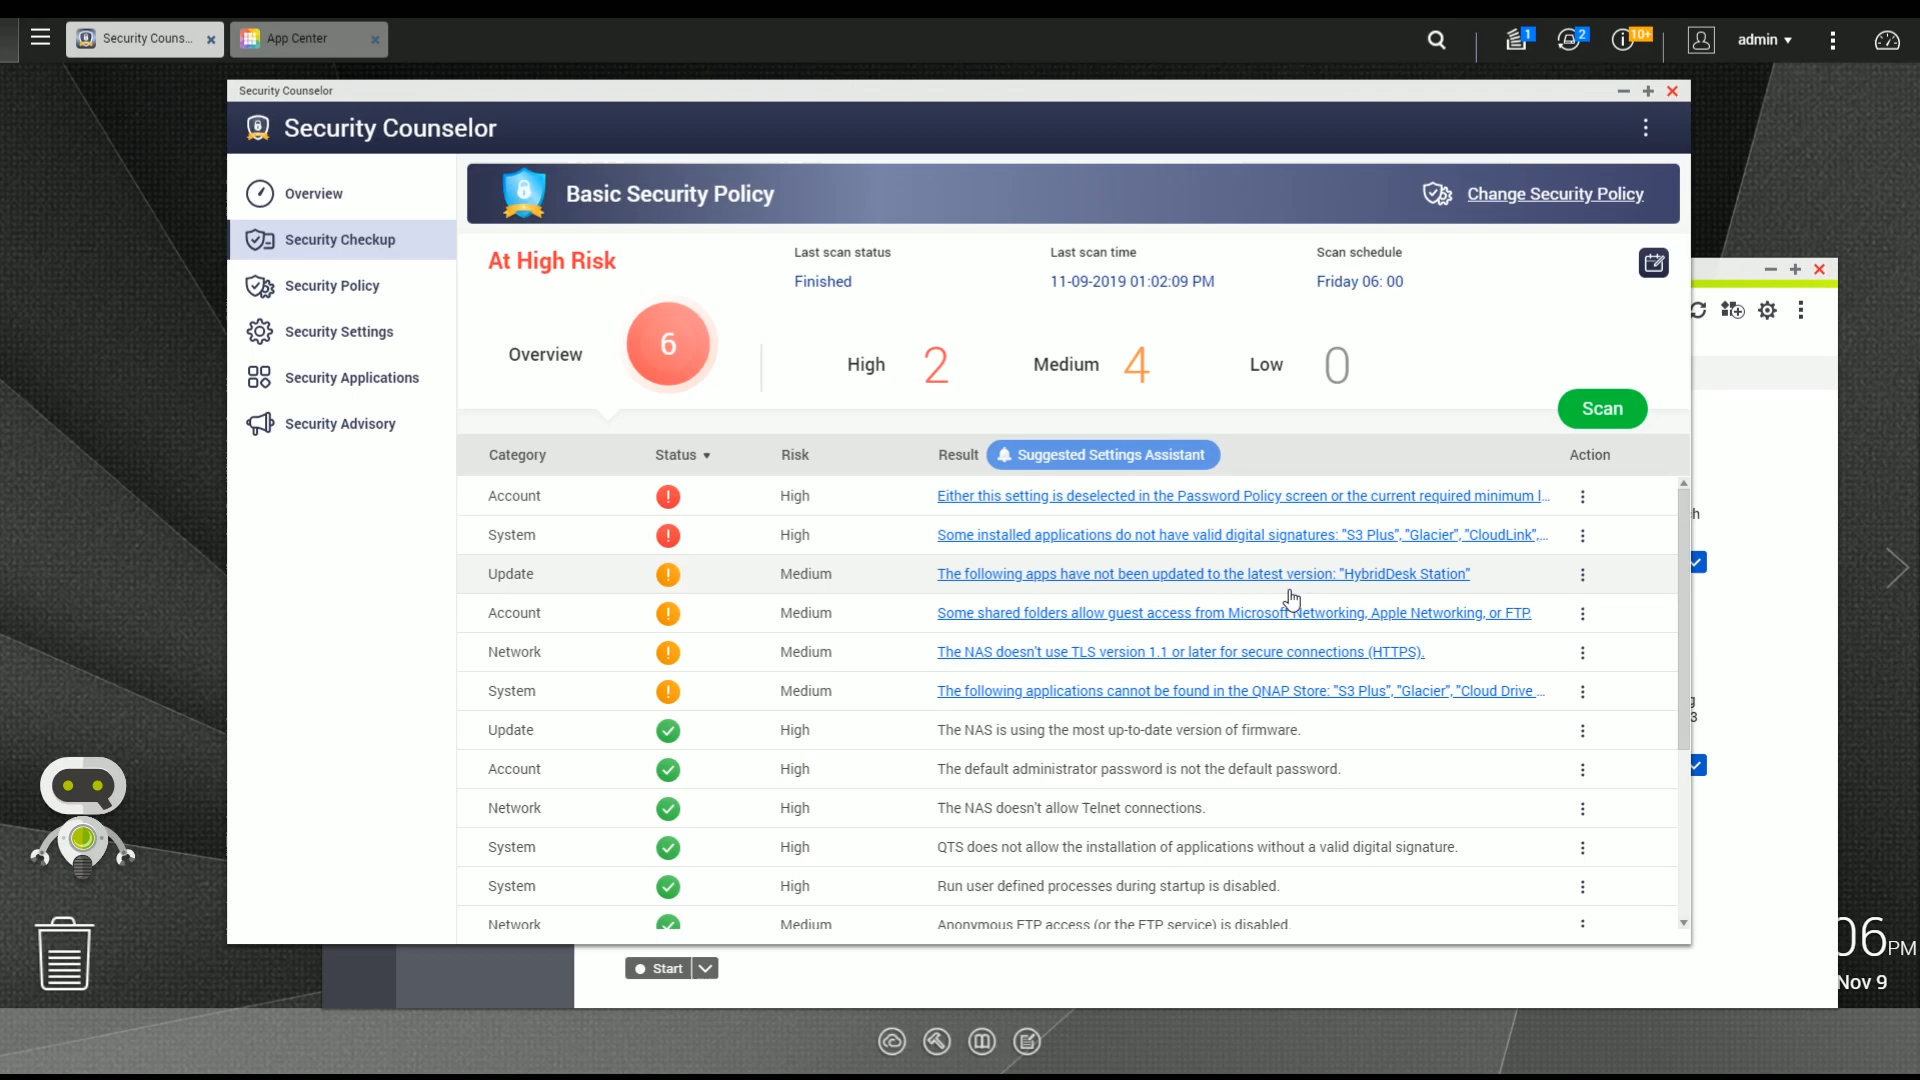 Security Couns...
App Center
1
2
10+
admin
Security Counselor
Security Counselor
Overview
Security Checkup
Security Policy
Security Settings
Security Applications
Security Advisory
Basic Security Policy
Change Security Policy
At High Risk
Last scan status
Finished
Last scan time
11-09-2019 01:02:09 PM
Scan schedule
Friday 06: 00
Overview
6
High 2
Medium 4
Low 0
Scan
Category Status Risk Result Suggested Settings Assistant Action
Account High Either this setting is deselected in the Password Policy screen or the current required minimum l...
System High Some installed applications do not have valid digital signatures: "S3 Plus", "Glacier", "CloudLink",...
Update Medium The following apps have not been updated to the latest version: "HybridDesk Station"
Account Medium Some shared folders allow guest access from Microsoft Networking, Apple Networking, or FTP.
Network Medium The NAS doesn't use TLS version 1.1 or later for secure connections (HTTPS).
System Medium The following applications cannot be found in the QNAP Store: "S3 Plus", "Glacier", "Cloud Drive ...
Update High The NAS is using the most up-to-date version of firmware.
Account High The default administrator password is not the default password.
Network High The NAS doesn't allow Telnet connections.
System High QTS does not allow the installation of applications without a valid digital signature.
System High Run user defined processes during startup is disabled.
Network Medium Anonymous FTP access (or the FTP service) is disabled.
Start
06 PM
Nov 9